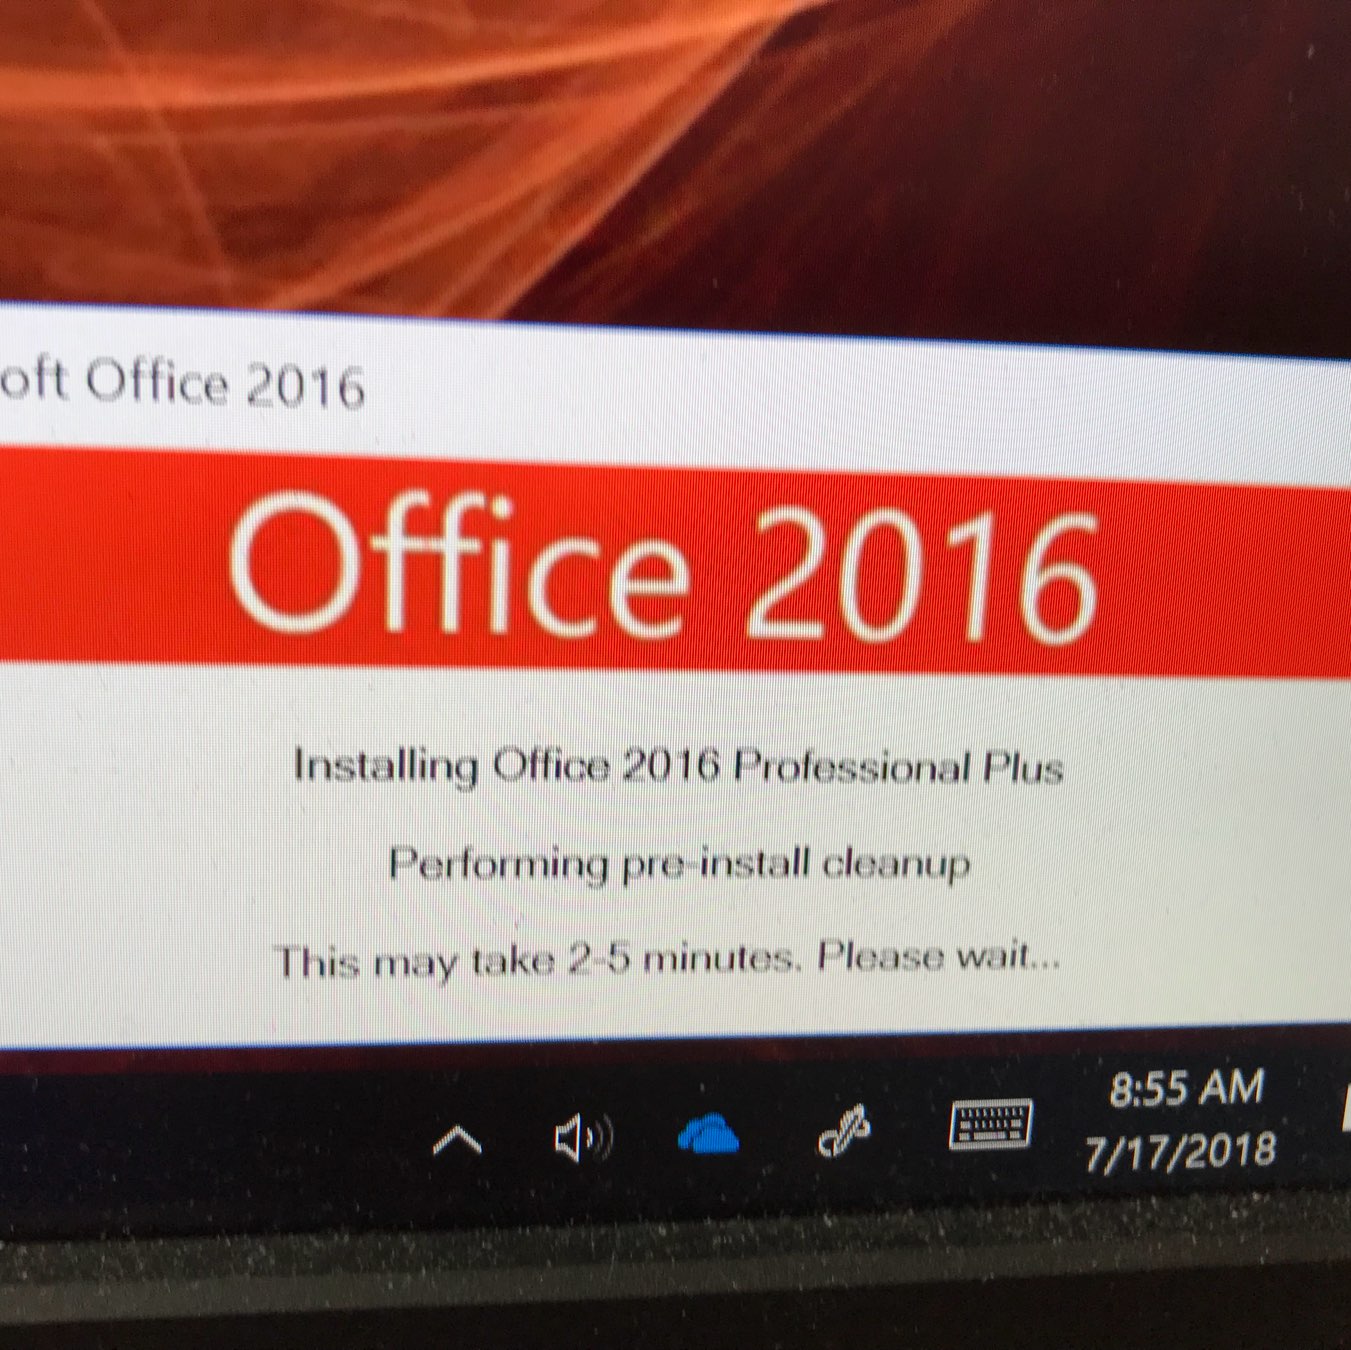 oft Office 2016
Office 2016
Installing Office 2016 Professional Plus
Performing pre-install cleanup
This may take 2-5 minutes. Please wait...
8:55 AM
7/17/2018